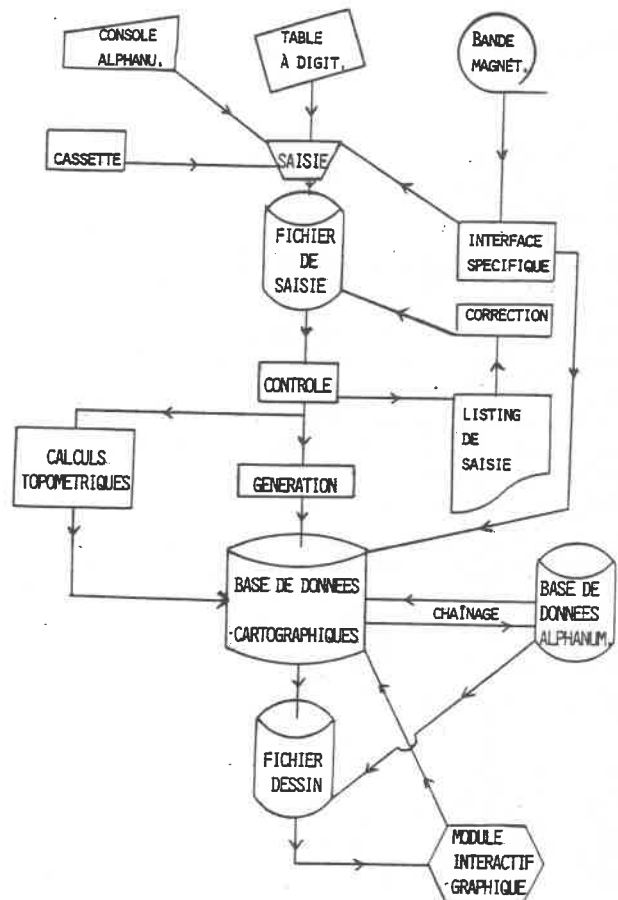 CONSOLE
ALPHANU.
TABLE
À DIGIT.
BANDE
MAGNÉT.
CASSETTE
SAISIE
FICHIER
DE
SAISIE
INTERFACE
SPECIFIQUE
CORRECTION
CONTROLE
LISTING
DE
SAISIE
CALCULS
TOPOMETRIQUES
GENERATION
BASE DE DONNEES
CARTOGRAPHIQUES
CHAÎNAGE
BASE DE
DONNEES
ALPHANUM.
FICHIER
DESSIN
MODULE
INTERACTIF
GRAPHIQUE